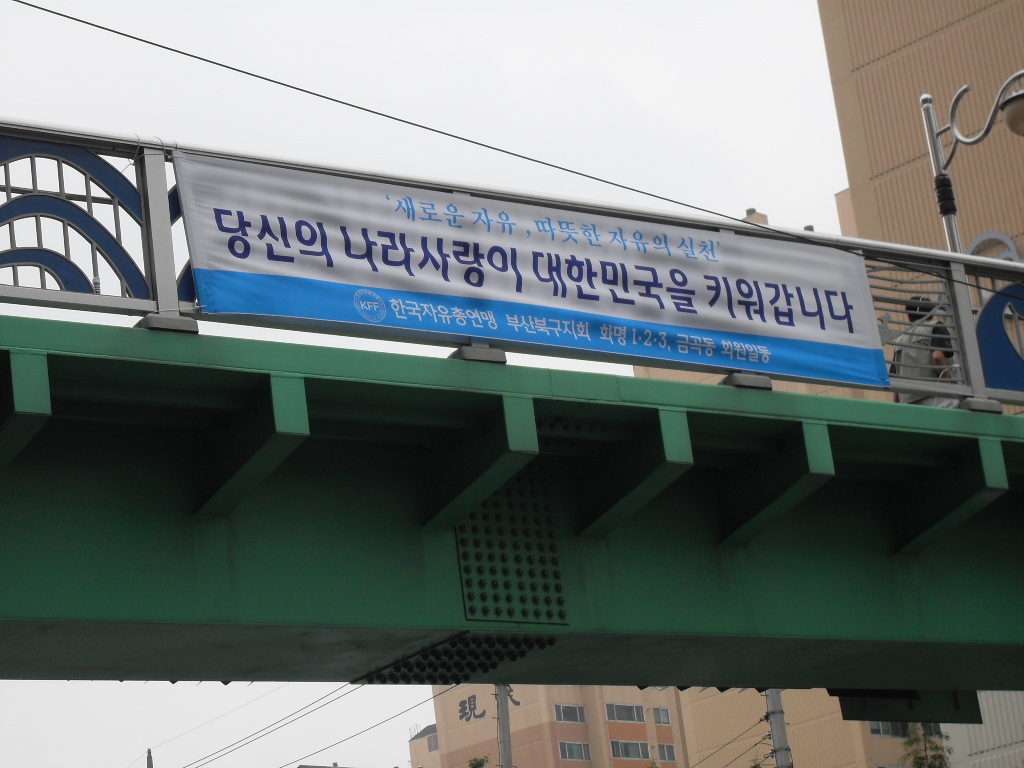 ‘새로운 자유, 따뜻한 자유의 실천’
당신의 나라사랑이 대한민국을 키워갑니다
KFF 한국자유총연맹 부산북구지회 화명1·2·3, 금곡동 회원일동
現